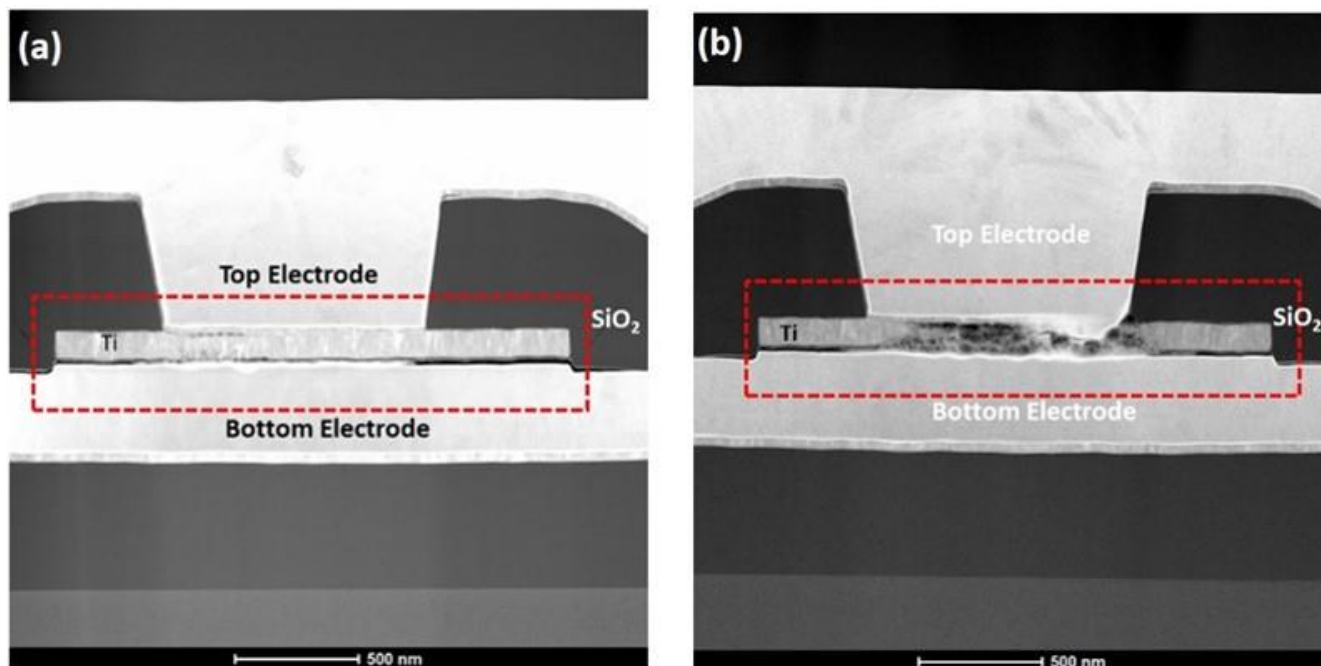 (a)
Top Electrode
SiO₂
Ti
Bottom Electrode
500 nm
(b)
Top Electrode
SiO₂
Ti
Bottom Electrode
500 nm